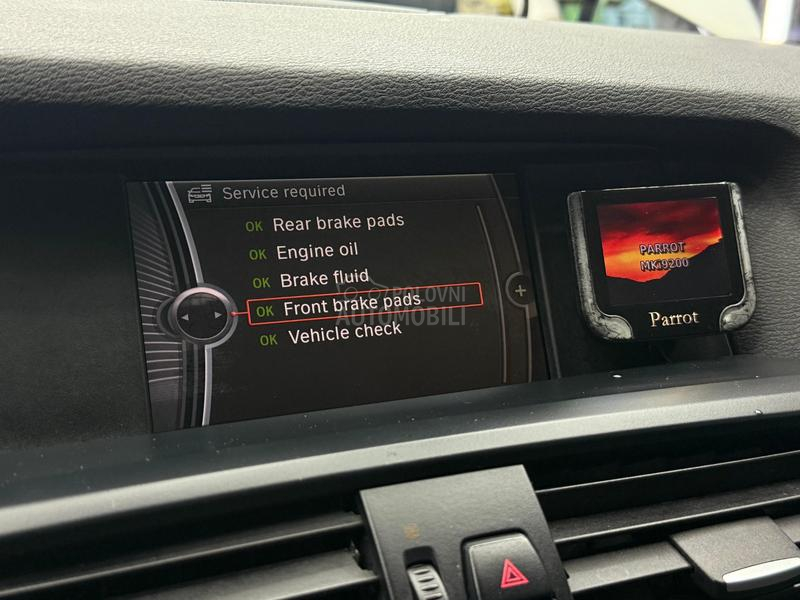 Service required
OK Rear brake pads
OK Engine oil
OK Brake fluid
OK Front brake pads
OK Vehicle check
POLOVNI
AUTOMOBILI
PARROT
MKi9200
Parrot